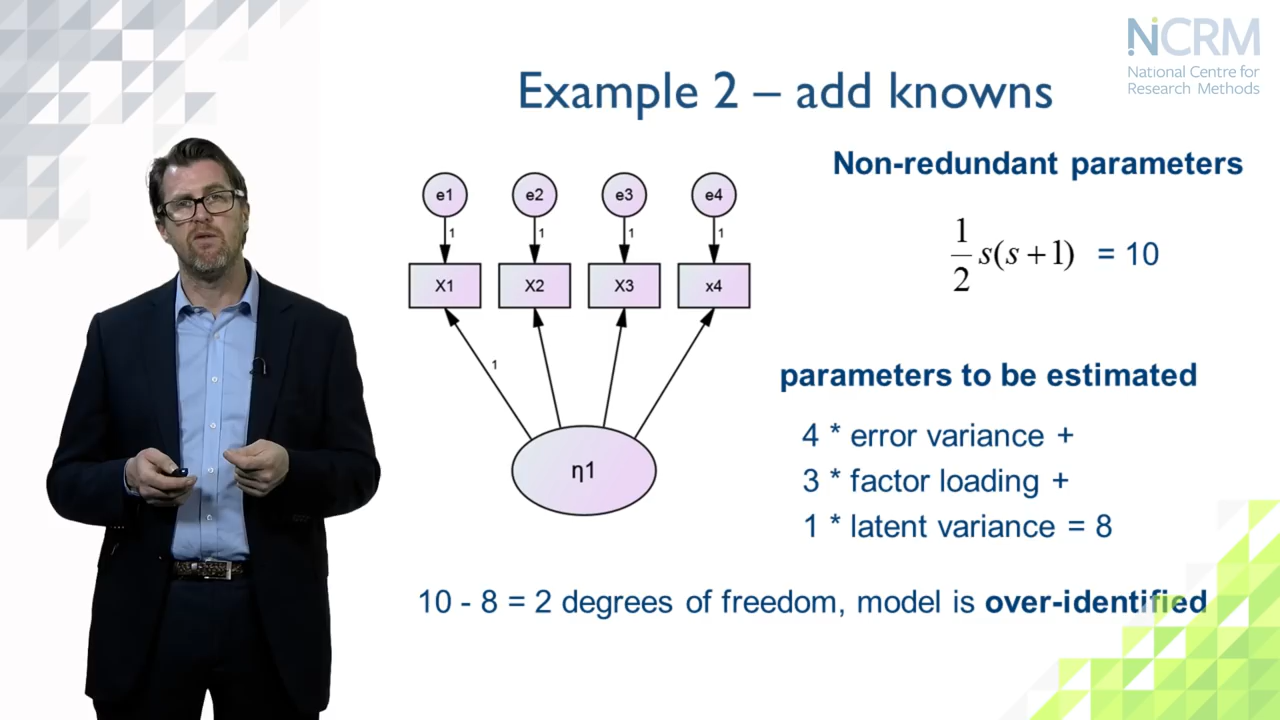 NCRM
National Centre for
Research Methods
Example 2 – add knowns
Non-redundant parameters
e1 e2 e3 e4
1 1 1 1
X1 X2 X3 x4
1
η1
1/2 s(s+1) = 10
parameters to be estimated
4 * error variance +
3 * factor loading +
1 * latent variance = 8
10 - 8 = 2 degrees of freedom, model is over-identified